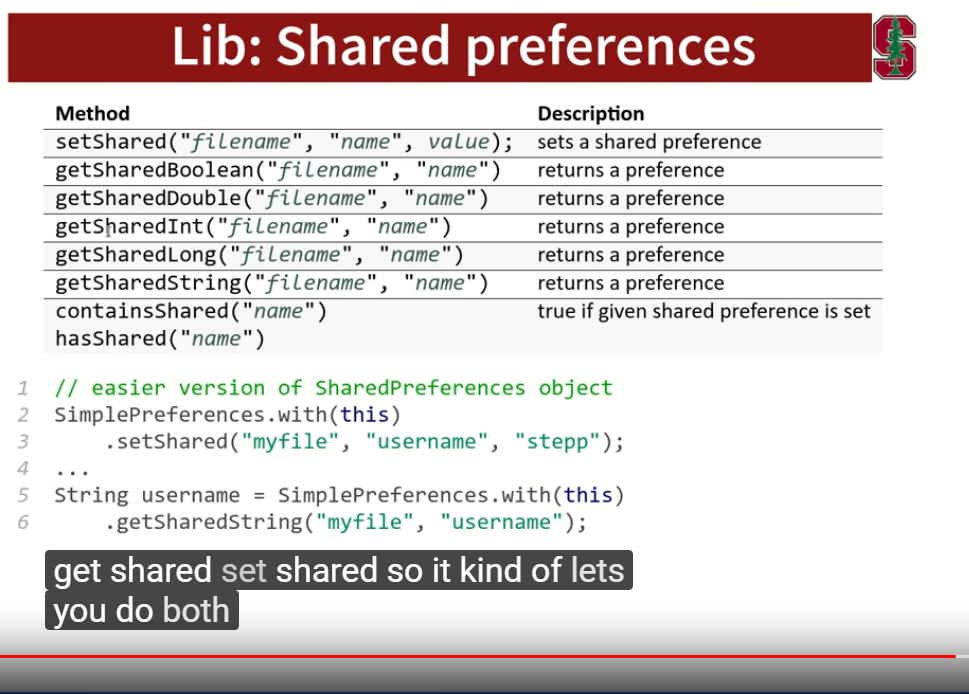 Lib: Shared preferences
S
Method Description
setShared("filename", "name", value); sets a shared preference
getSharedBoolean("filename", "name") returns a preference
getSharedDouble("filename", "name") returns a preference
getSharedInt("filename", "name") returns a preference
getSharedLong("filename", "name") returns a preference
getSharedString("filename", "name") returns a preference
containsShared("name") true if given shared preference is set
hasShared("name")
1 // easier version of SharedPreferences object
2 SimplePreferences.with(this)
3 .setShared("myfile", "username", "stepp");
4 ...
5 String username = SimplePreferences.with(this)
6 .getSharedString("myfile", "username");
get shared set shared so it kind of lets
you do both